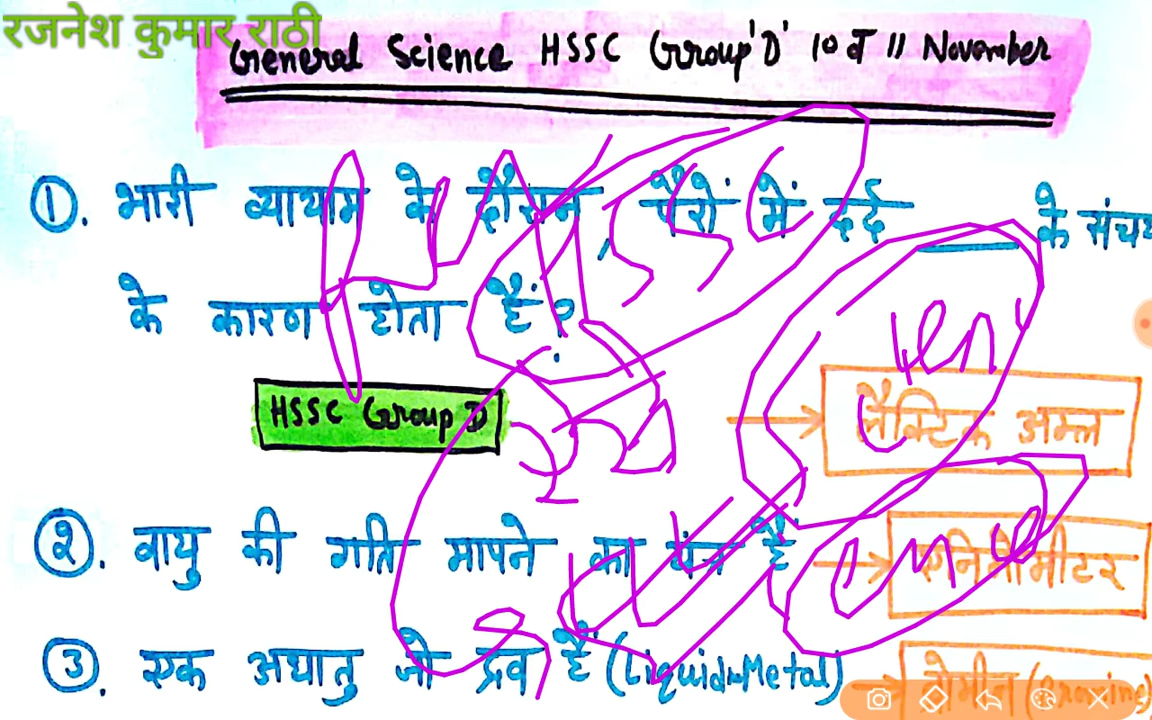 रजनेश कुमार राठी
General Science HSSC Group 'D' 10 व 11 November
①. भारी व्यायाम के दौरान, पैरों में दर्द ______ के संचय
के कारण होता हैं?
HSSC Group D → लैक्टिक अम्ल
②. वायु की गति मापने का यंत्र हैं → एनिमोमीटर
③. एक अधातु जो द्रव हैं (Liquid Metal) → ब्रोमीन